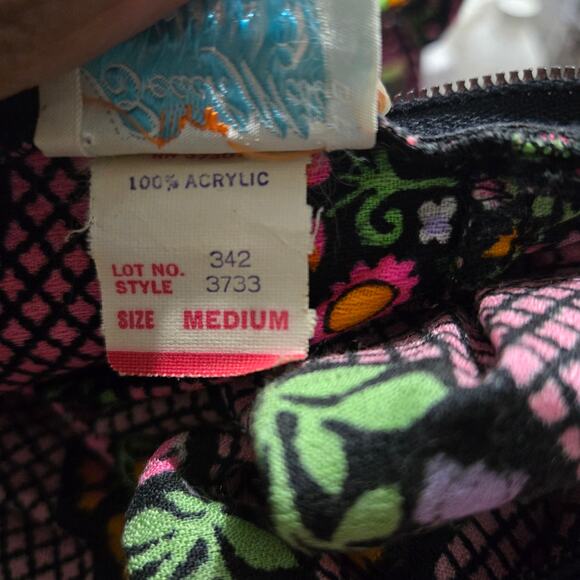 100% ACRYLIC
LOT NO. 342
STYLE 3733
SIZE MEDIUM